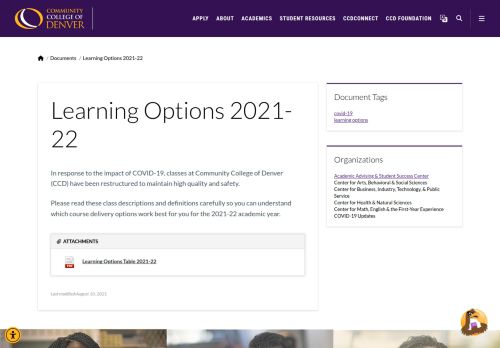 COMMUNITY
COLLEGE OF
DENVER
APPLY ABOUT ACADEMICS STUDENT RESOURCES CCDCONNECT CCD FOUNDATION
/ Documents / Learning Options 2021-22
Learning Options 2021-
22
In response to the impact of COVID-19, classes at Community College of Denver
(CCD) have been restructured to maintain high quality and safety.
Please read these class descriptions and definitions carefully so you can understand
which course delivery options work best for you for the 2021-22 academic year.
ATTACHMENTS
Learning Options Table 2021-22
Last modified August 10, 2021
Document Tags
covid-19
learning options
Organizations
Academic Advising & Student Success Center
Center for Arts, Behavioral & Social Sciences
Center for Business, Industry, Technology, & Public
Service
Center for Health & Natural Sciences
Center for Math, English & the First-Year Experience
COVID-19 Updates